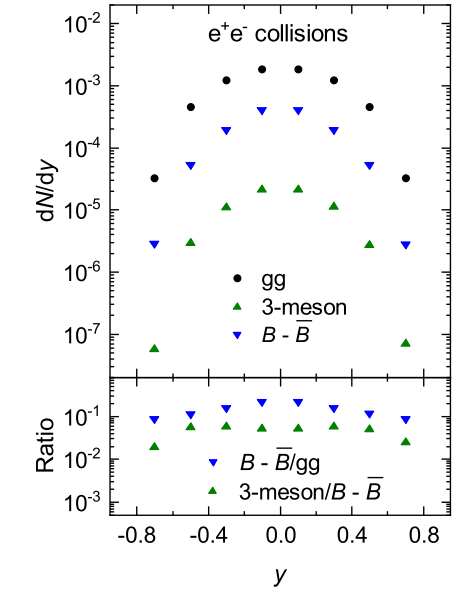 e⁺e⁻ collisions
dN/dy
10⁻²
10⁻³
10⁻⁴
10⁻⁵
10⁻⁶
10⁻⁷
gg
3-meson
B - B̅
Ratio
10⁻¹
10⁻²
10⁻³
B - B̅/gg
3-meson/B - B̅
-0.8 -0.4 0.0 0.4 0.8
y